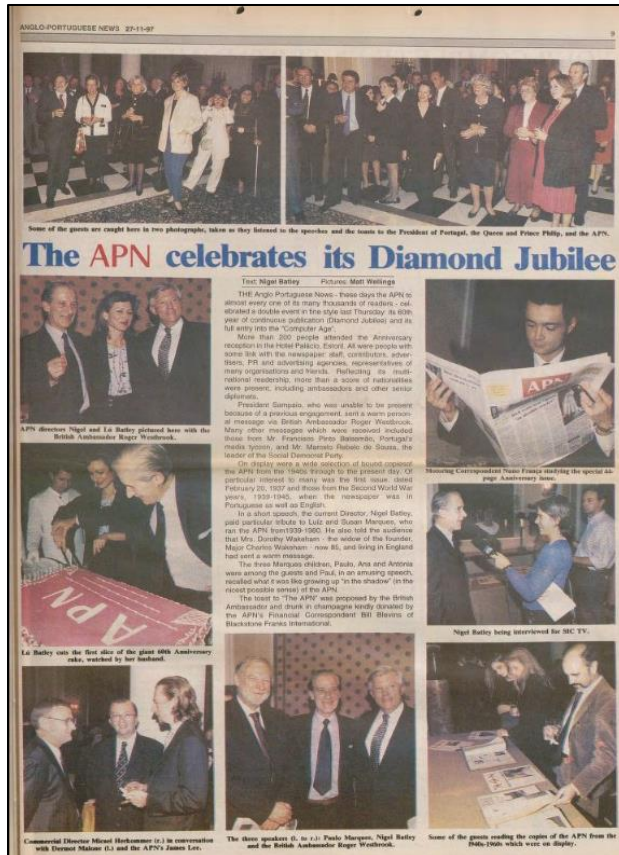 ANGLO-PORTUGUESE NEWS 27-11-97
9
Some of the guests are caught here in two photographs, taken as they listened to the speeches and the toasts to the President of Portugal, the Queen and Prince Philip, and the APN.
The APN celebrates its Diamond Jubilee
Text: Nigel Batley Pictures: Matt Wellings
THE Anglo Portuguese News - these days the APN to
almost every one of its many thousands of readers - cel-
ebrated a double event in fine style last Thursday: its 60th
year of continuous publication (Diamond Jubilee) and its
full entry into the "Computer Age".
More than 200 people attended the Anniversary
reception in the Hotel Palácio, Estoril. All were people with
some link with the newspaper: staff, contributors, adver-
tisers, PR and advertising agencies, representatives of
many organisations and friends. Reflecting its multi-
national readership, more than a score of nationalities
were present, including ambassadors and other senior
diplomats.
President Sampaio, who was unable to be present
because of a previous engagement, sent a warm person-
al message via British Ambassador Roger Westbrook.
Many other messages which were received included
those from Mr. Francisco Pinto Balsemão, Portugal's
media tycoon, and Mr. Marcelo Rebelo de Sousa, the
leader of the Social Democrat Party.
On display were a wide selection of bound copies of
the APN from the 1940s through to the present day. Of
particular interest to many was the first issue, dated
February 20, 1937 and those from the Second World War
years, 1939-1945, when the newspaper was in
Portuguese as well as English.
In a short speech, the current Director, Nigel Batley,
paid particular tribute to Luiz and Susan Marques, who
ran the APN from 1939-1980. He also told the audience
that Mrs. Dorothy Wakeham - the widow of the founder,
Major Charles Wakeham - now 85, and living in England
had sent a warm message.
The three Marques children, Paulo, Ana and Antónia
were among the guests and Paul, in an amusing speech,
recalled what it was like growing up "in the shadow" (in the
nicest possible sense) of the APN.
The toast to "The APN" was proposed by the British
Ambassador and drunk in champagne kindly donated by
the APN's Financial Correspondent Bill Blevins of
Blackstone Franks International.
APN directors Nigel and Lú Batley pictured here with the
British Ambassador Roger Westbrook.
APN
Lú Batley cuts the first slice of the giant 60th Anniversary
cake, watched by her husband.
Commercial Director Michel
(r.) in conversation
with Dermot Malone (l.) and the APN's James Lee.
The three speakers (l. to r.): Paulo Marques, Nigel Batley
and the British Ambassador Roger Westbrook.
APN
Motoring Correspondent Nuno França studying the special
page Anniversary issue.
Nigel Batley being interviewed for SIC TV.
Some of the guests reading the copies of the APN from the
1940s-1960s which were on display.